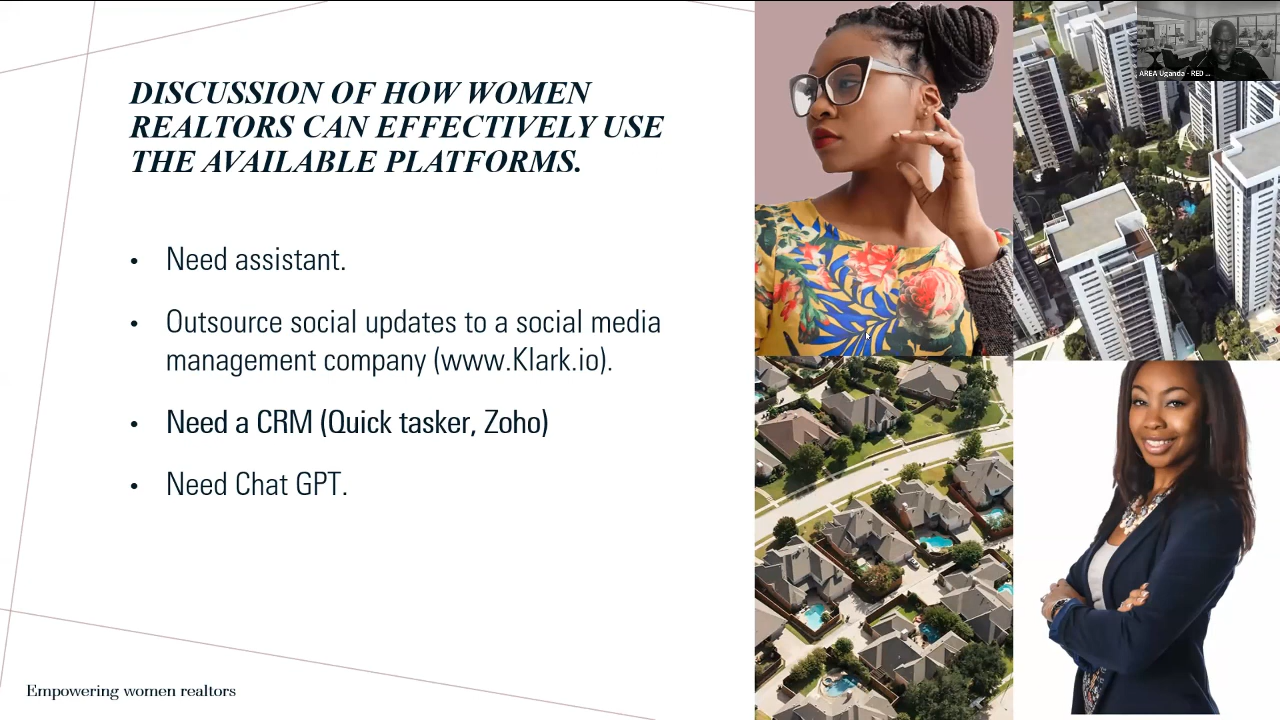 DISCUSSION OF HOW WOMEN
REALTORS CAN EFFECTIVELY USE
THE AVAILABLE PLATFORMS.
• Need assistant.
• Outsource social updates to a social media
management company (www.Klark.io).
• Need a CRM (Quick tasker, Zoho)
• Need Chat GPT.
Empowering women realtors
AREA Uganda - RED ...